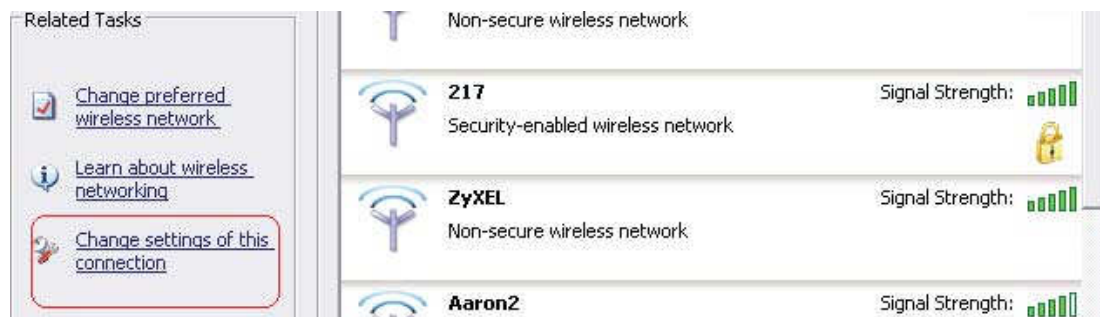 Related Tasks
Change preferred
wireless network
Learn about wireless
networking
Change settings of this
connection
Non-secure wireless network
217
Signal Strength:
Security-enabled wireless network
ZyXEL
Signal Strength:
Non-secure wireless network
Aaron2
Signal Strength: